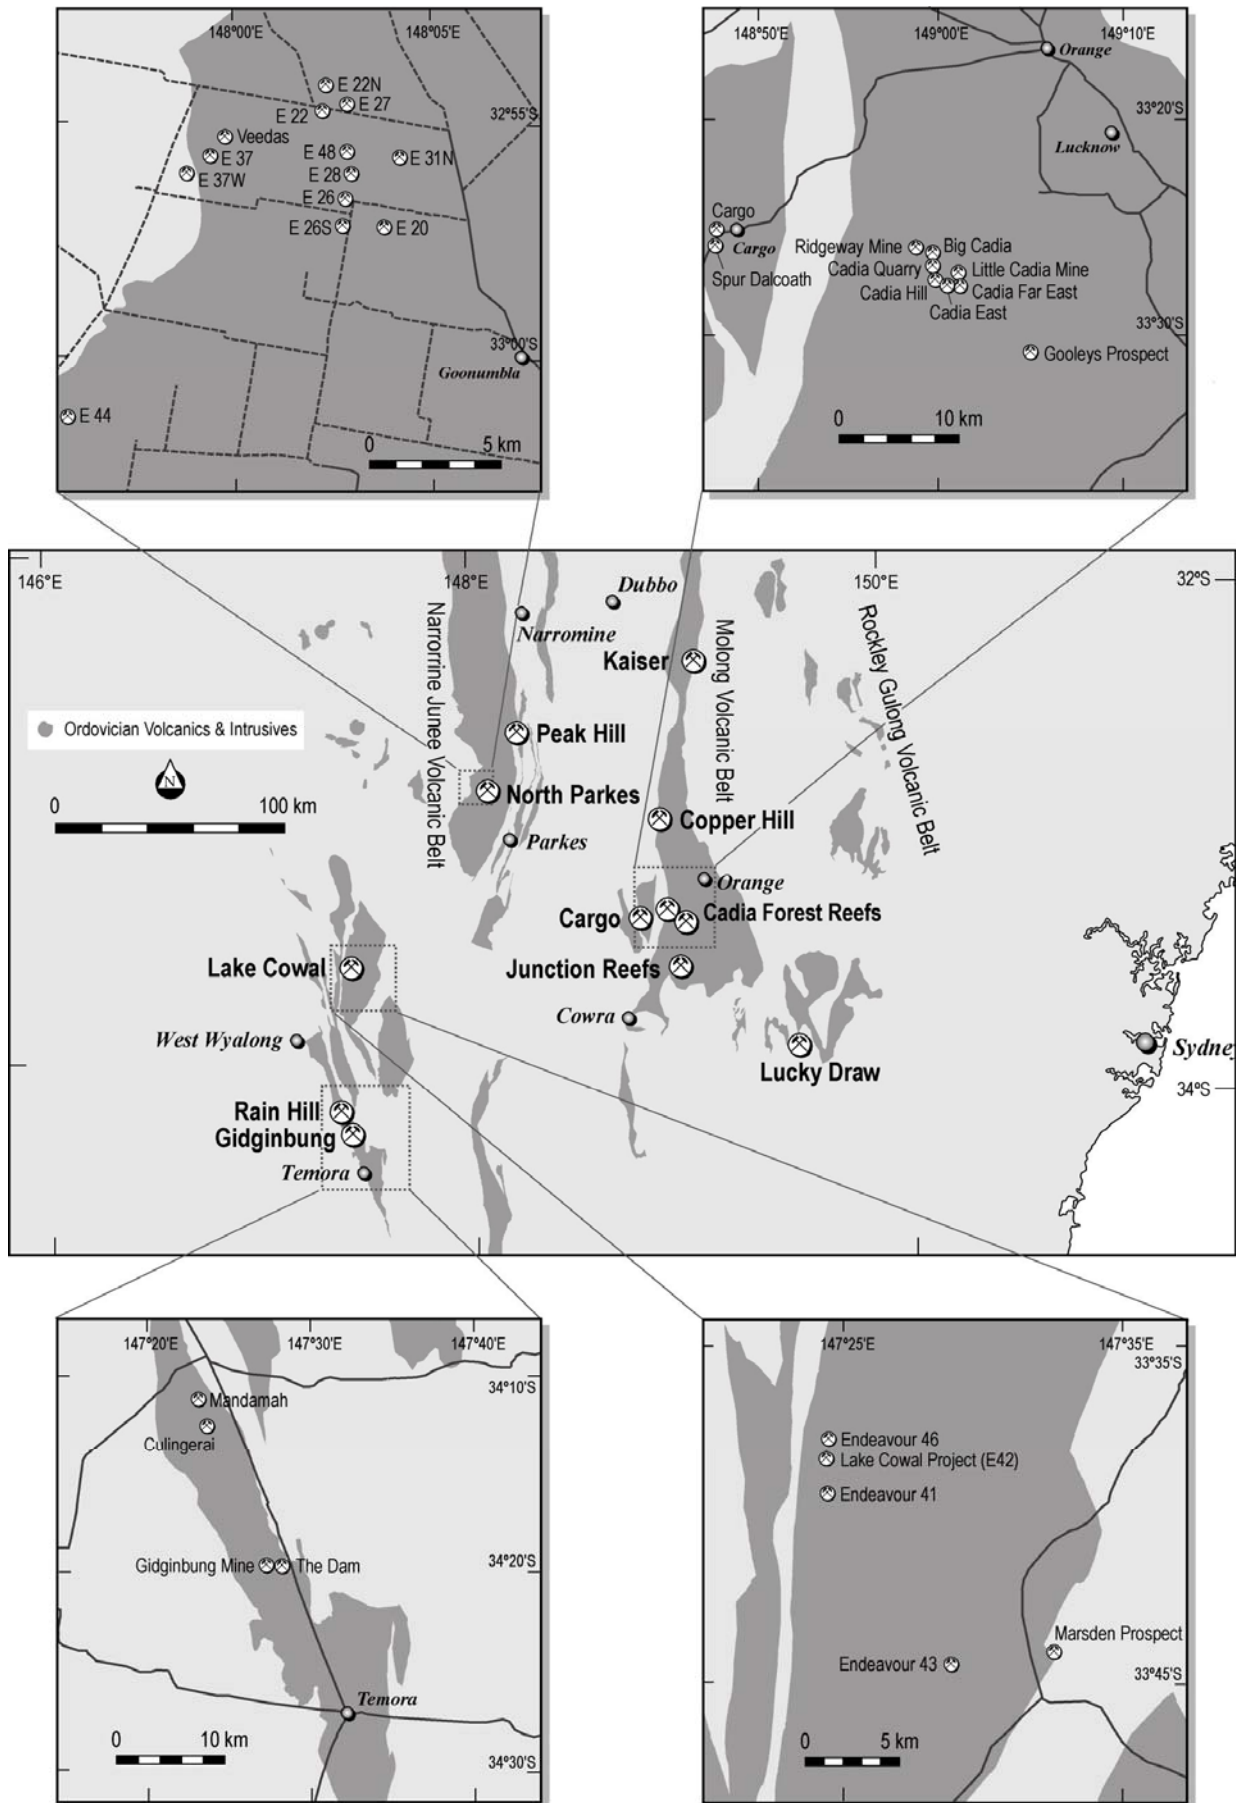 148°00'E
148°05'E
E 22N
E 27
E 22
32°55'S
Veedas
E 48
E 37
E 31N
E 28
E 37W
E 26
E 26S
E 20
33°00'S
Goonumbla
E 44
0 5 km
148°50'E
149°00'E
149°10'E
Orange
33°20'S
Lucknow
Cargo
Cargo
Ridgeway Mine
Big Cadia
Spur Dalcoath
Cadia Quarry
Little Cadia Mine
Cadia Hill
Cadia Far East
Cadia East
33°30'S
Gooleys Prospect
0 10 km
146°E
148°E
150°E
32°S
Dubbo
Narromine
Narromine Junee Volcanic Belt
Molong Volcanic Belt
Rockley Gulong Volcanic Belt
Kaiser
Ordovician Volcanics & Intrusives
Peak Hill
N
0 100 km
North Parkes
Copper Hill
Parkes
Orange
Cargo
Cadia Forest Reefs
Lake Cowal
Junction Reefs
Cowra
West Wyalong
Sydney
Lucky Draw
34°S
Rain Hill
Gidginbung
Temora
147°20'E
147°30'E
147°40'E
34°10'S
Mandamah
Culingerai
Gidginbung Mine
The Dam
34°20'S
Temora
0 10 km
34°30'S
147°25'E
147°35'E
33°35'S
Endeavour 46
Lake Cowal Project (E42)
Endeavour 41
Marsden Prospect
Endeavour 43
33°45'S
0 5 km